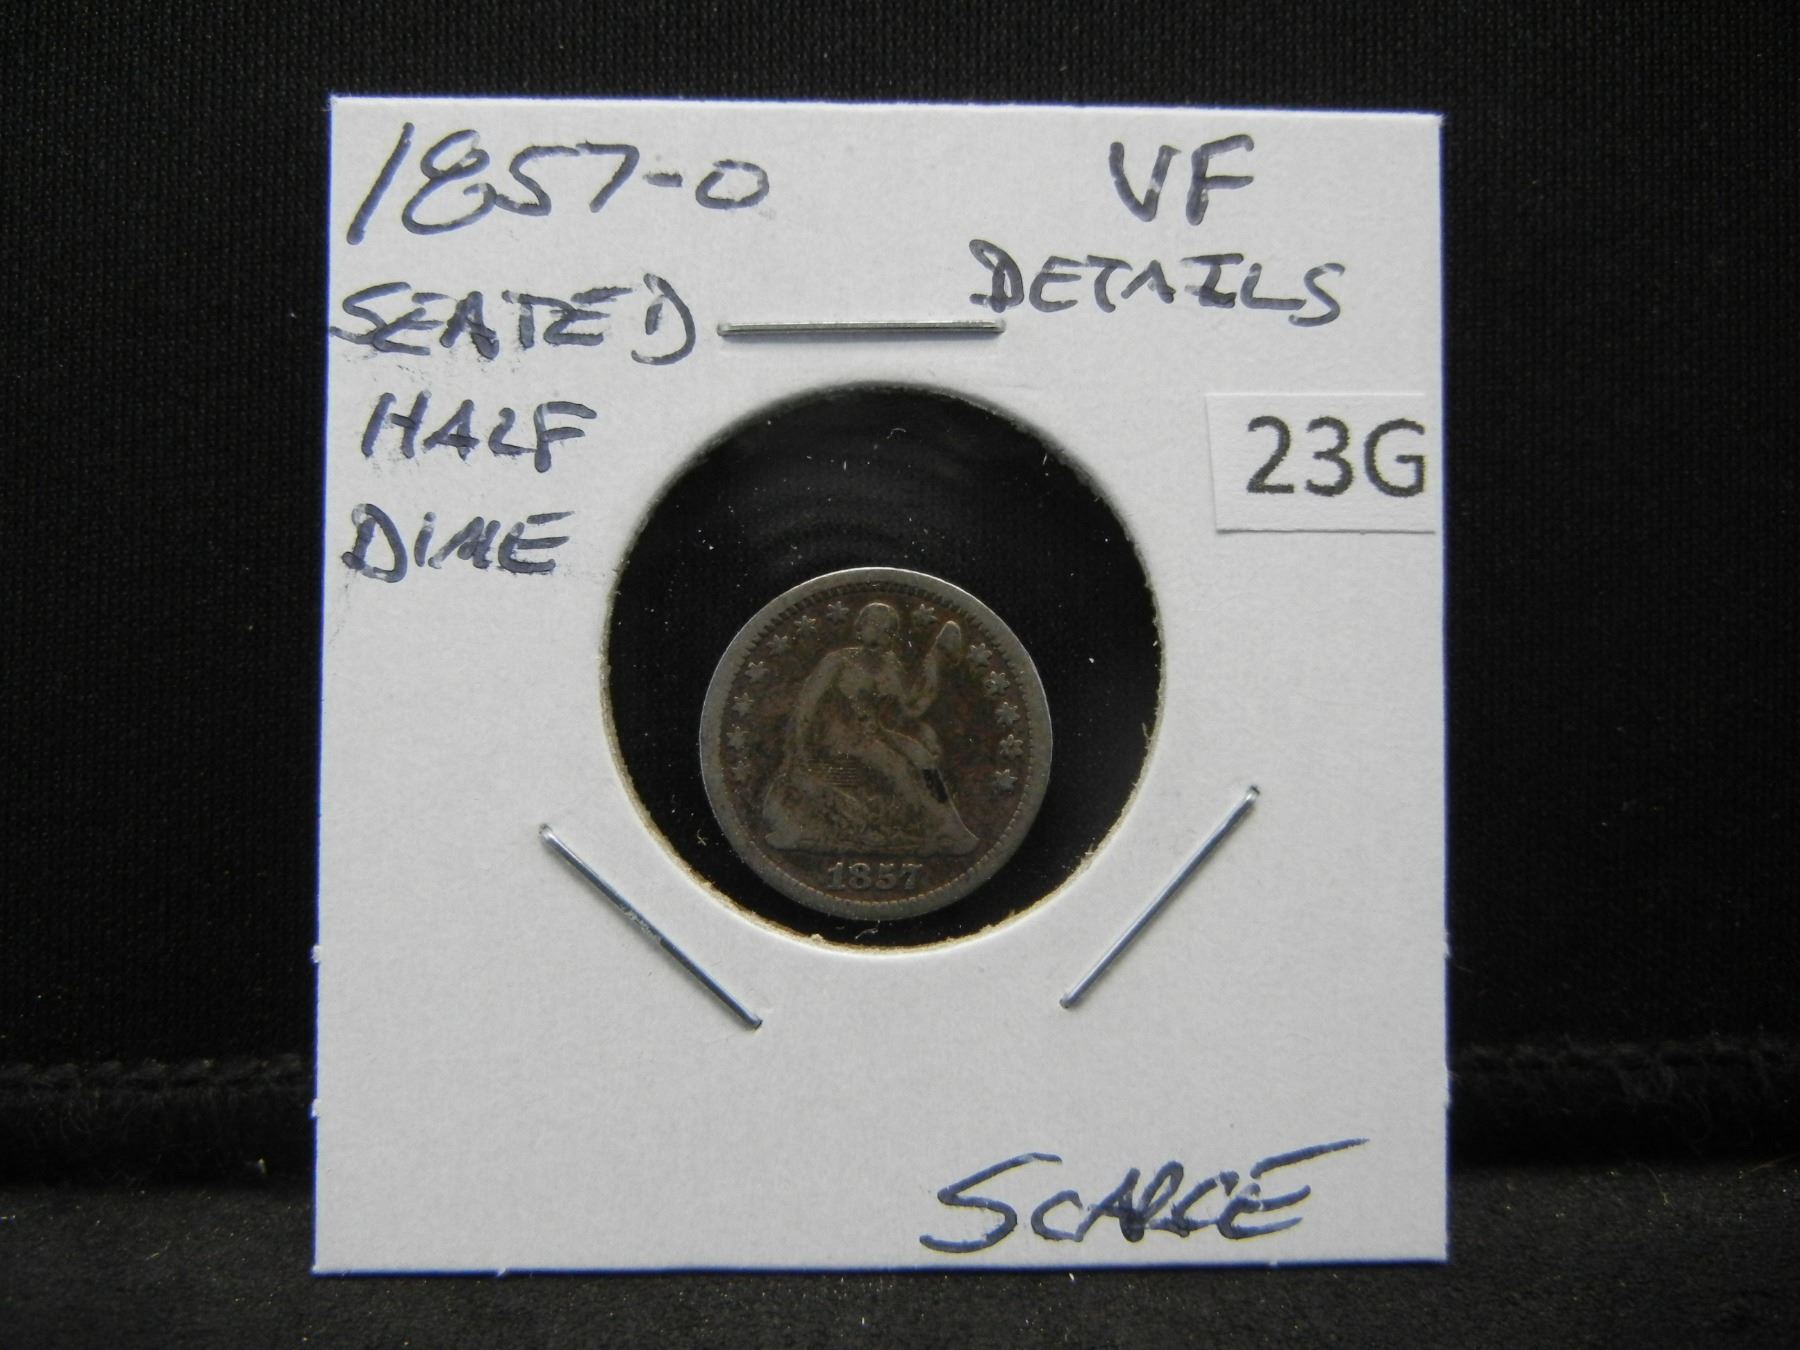 1857-O
VF
SEATED
DETAILS
HALF
23G
DIME
1857
SCARCE